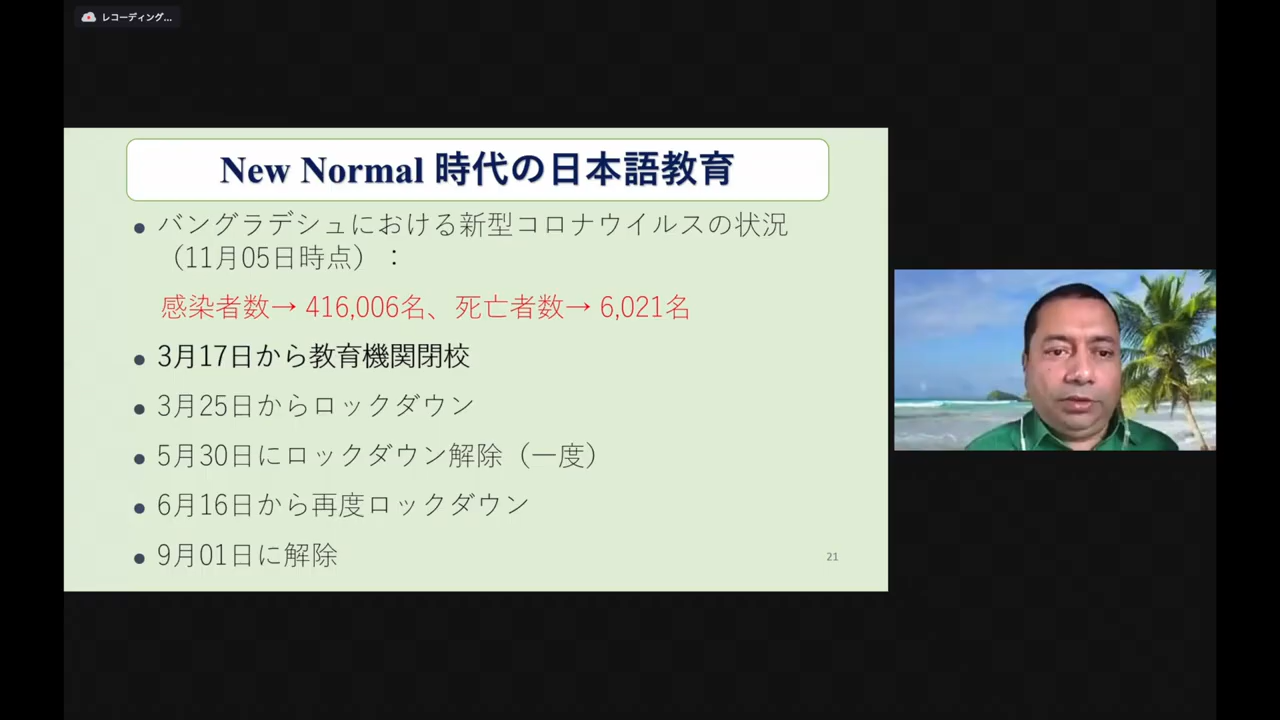 レコーディング...
New Normal 時代の日本語教育
• バングラデシュにおける新型コロナウイルスの状況
（11月05日時点）：
感染者数→ 416,006名、死亡者数→ 6,021名
• 3月17日から教育機関閉校
• 3月25日からロックダウン
• 5月30日にロックダウン解除（一度）
• 6月16日から再度ロックダウン
• 9月01日に解除
21